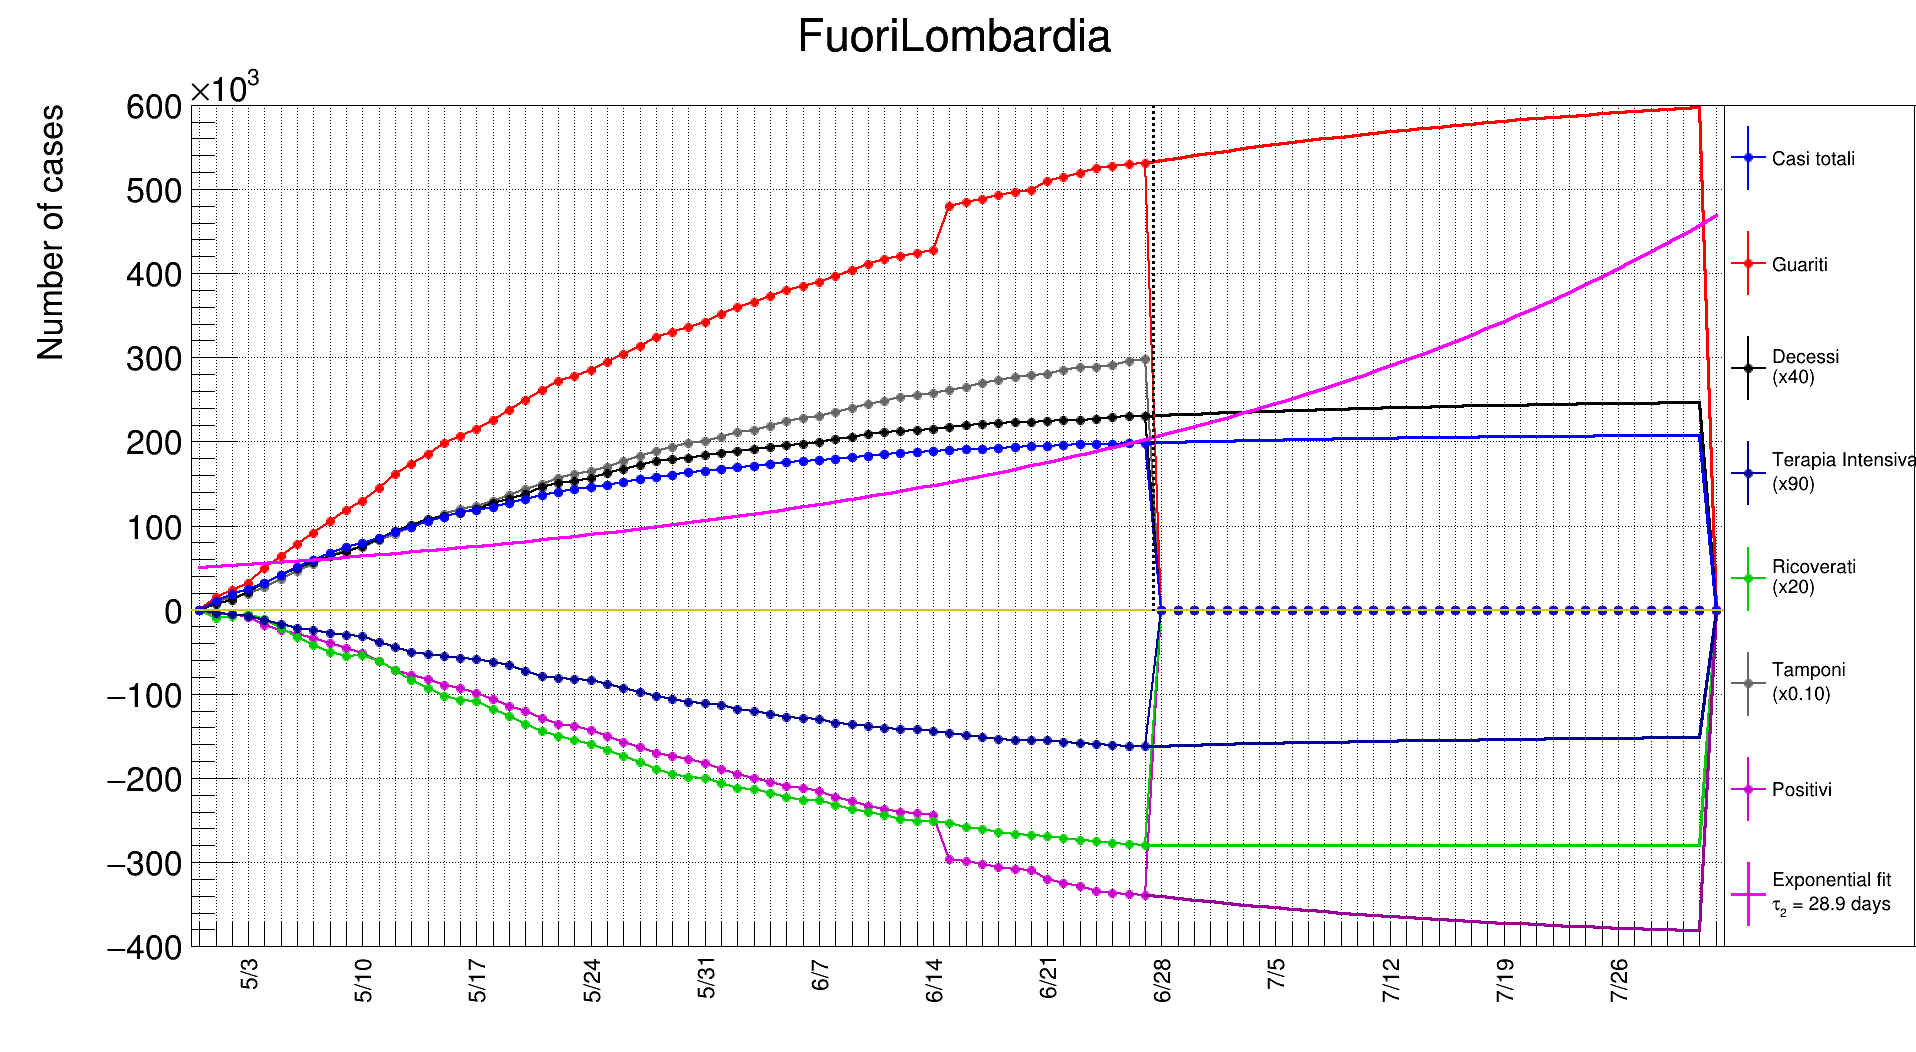 FuoriLombardia
×10³
Number of cases
600
500
400
300
200
100
0
−100
−200
−300
−400
5/3
5/10
5/17
5/24
5/31
6/7
6/14
6/21
6/28
7/5
7/12
7/19
7/26
Casi totali
Guariti
Decessi
(x40)
Terapia Intensiva
(x90)
Ricoverati
(x20)
Tamponi
(x0.10)
Positivi
Exponential fit
τ₂ = 28.9 days